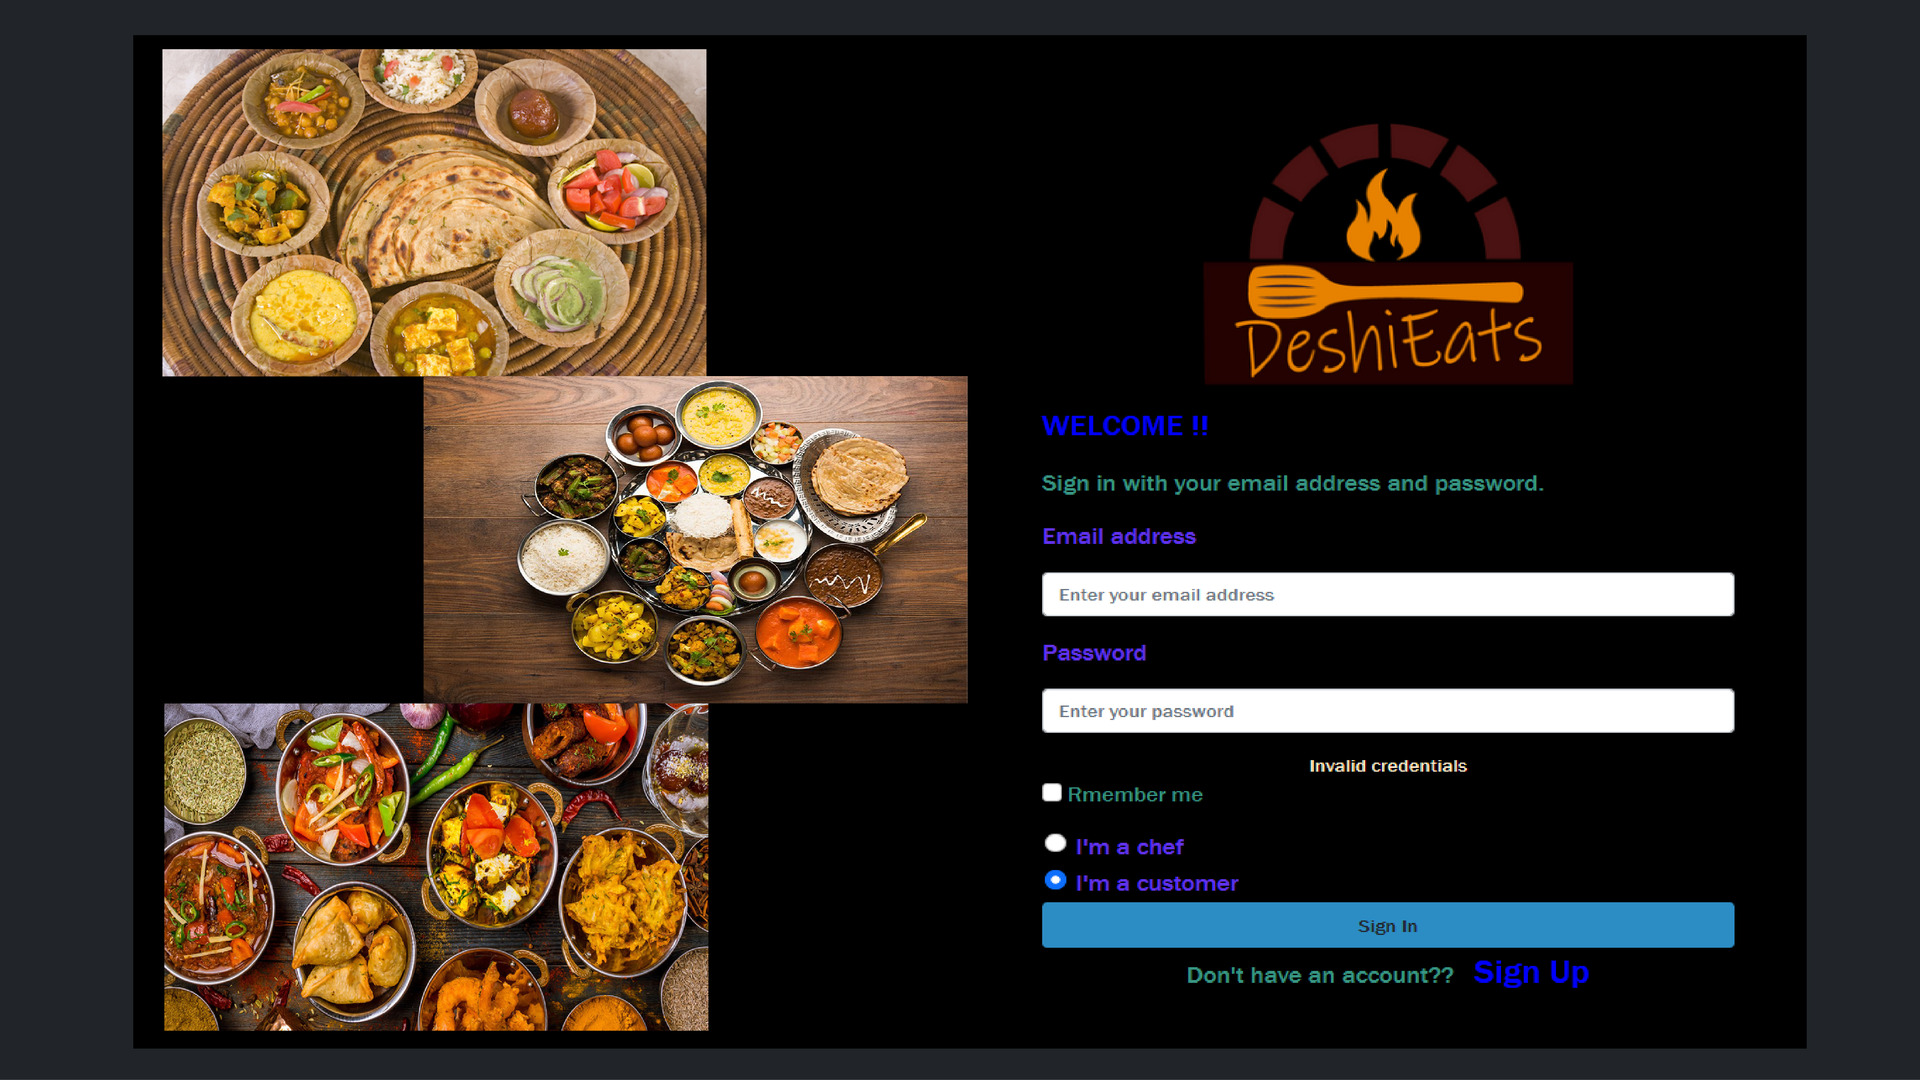 DeshiEats
WELCOME !!
Sign in with your email address and password.
Email address
Enter your email address
Password
Enter your password
Invalid credentials
Rmember me
I'm a chef
I'm a customer
Sign In
Don't have an account?? Sign Up